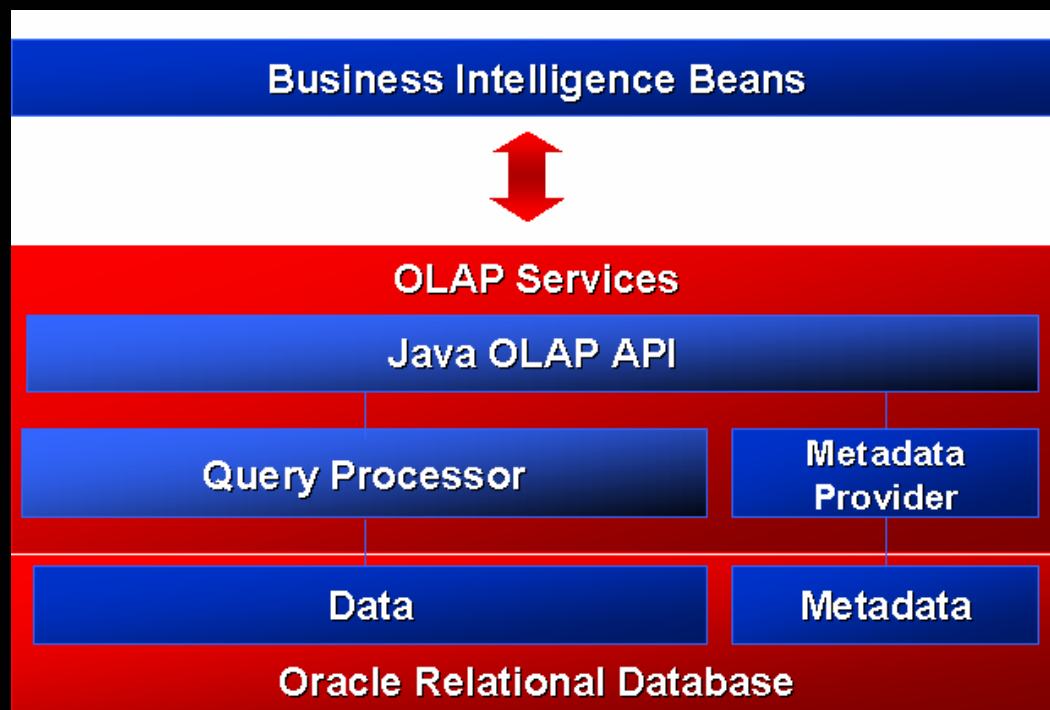 Business Intelligence Beans
OLAP Services
Java OLAP API
Query Processor
Metadata
Provider
Data
Metadata
Oracle Relational Database